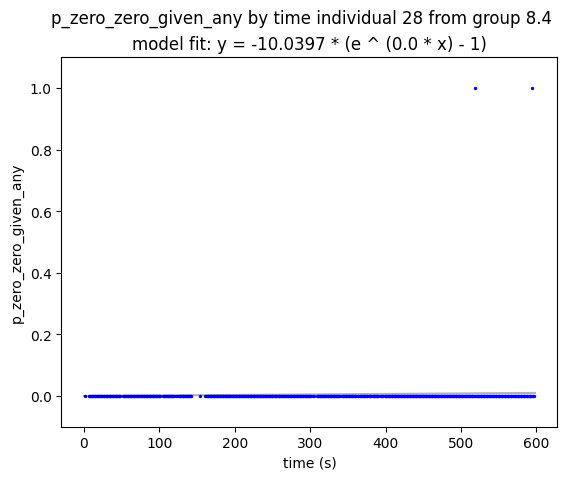 p_zero_zero_given_any by time individual 28 from group 8.4
model fit: y = -10.0397 * (e ^ (0.0 * x) - 1)
1.0
0.8
0.6
0.4
0.2
0.0
p_zero_zero_given_any
0 100 200 300 400 500 600
time (s)